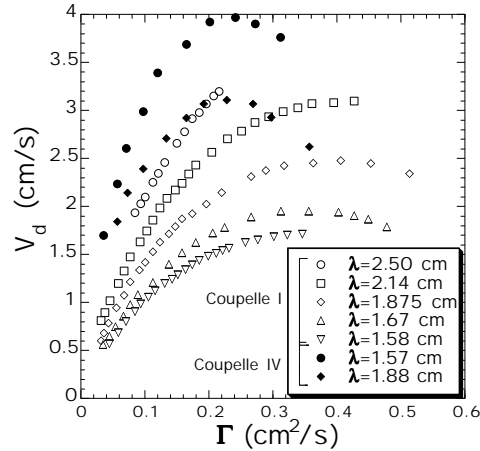 4
3.5
3
2.5
2
1.5
1
0.5
0
V_d (cm/s)
0 0.1 0.2 0.3 0.4 0.5 0.6
Γ (cm²/s)
Coupelle I
Coupelle IV
λ=2.50 cm
λ=2.14 cm
λ=1.875cm
λ=1.67 cm
λ=1.58 cm
λ=1.57 cm
λ=1.88 cm